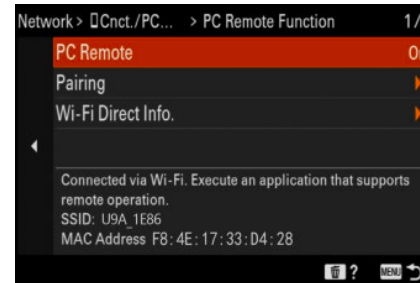 Network > Cnct./PC... > PC Remote Function 1/
PC Remote
Pairing
Wi-Fi Direct Info.
Connected via Wi-Fi. Execute an application that supports
remote operation.
SSID: U9A_1E86
MAC Address F8:4E:17:33:D4:28
? MENU